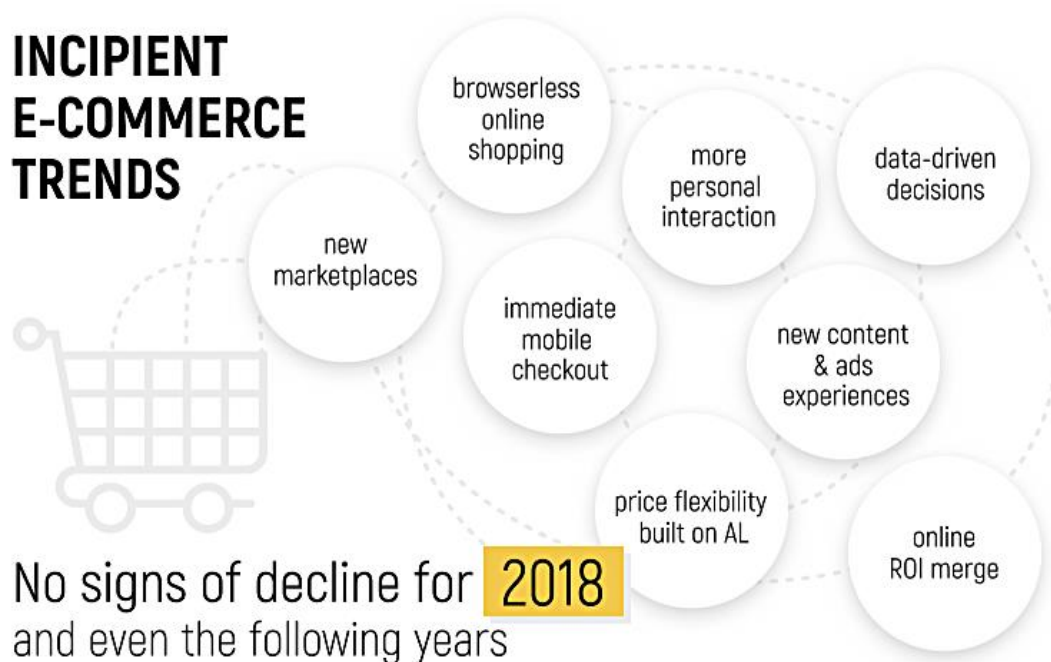 INCIPIENT
E-COMMERCE
TRENDS
browserless
online
shopping
more
personal
interaction
data-driven
decisions
new
marketplaces
immediate
mobile
checkout
new content
& ads
experiences
price flexibility
built on AL
online
ROI merge
No signs of decline for 2018
and even the following years